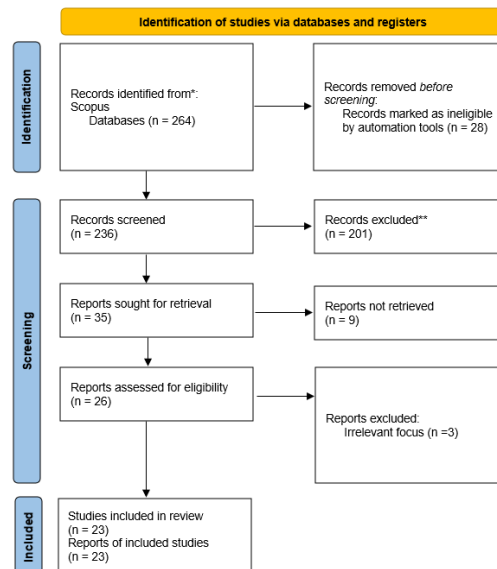 Identification of studies via databases and registers
Identification
Records identified from*:
Scopus
Databases (n = 264)
Records removed before
screening:
Records marked as ineligible
by automation tools (n = 28)
Screening
Records screened
(n = 236)
Records excluded**
(n = 201)
Reports sought for retrieval
(n = 35)
Reports not retrieved
(n = 9)
Reports assessed for eligibility
(n = 26)
Reports excluded:
Irrelevant focus (n =3)
Included
Studies included in review
(n = 23)
Reports of included studies
(n = 23)